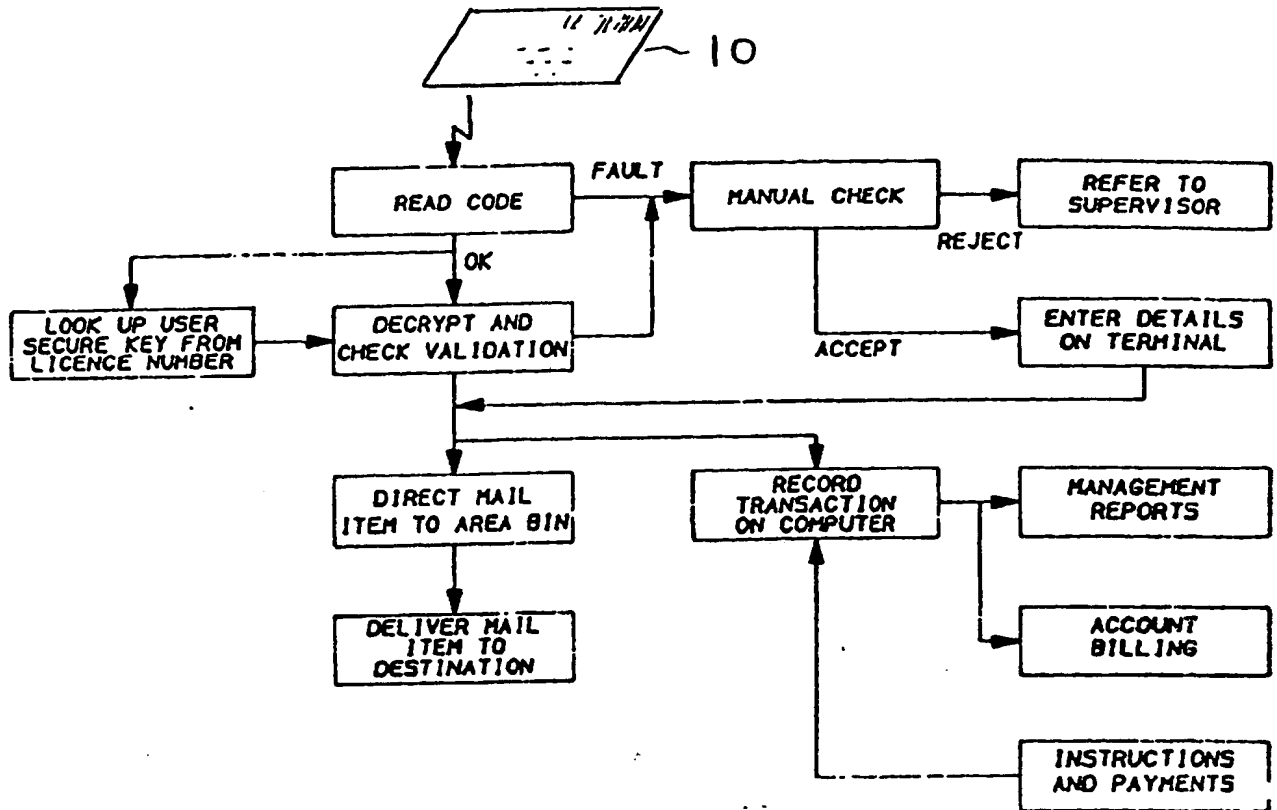 10
READ CODE
FAULT
MANUAL CHECK
REFER TO
SUPERVISOR
REJECT
OK
LOOK UP USER
SECURE KEY FROM
LICENCE NUMBER
DECRYPT AND
CHECK VALIDATION
ACCEPT
ENTER DETAILS
ON TERMINAL
DIRECT MAIL
ITEM TO AREA BIN
RECORD
TRANSACTION
ON COMPUTER
MANAGEMENT
REPORTS
DELIVER MAIL
ITEM TO
DESTINATION
ACCOUNT
BILLING
INSTRUCTIONS
AND PAYMENTS